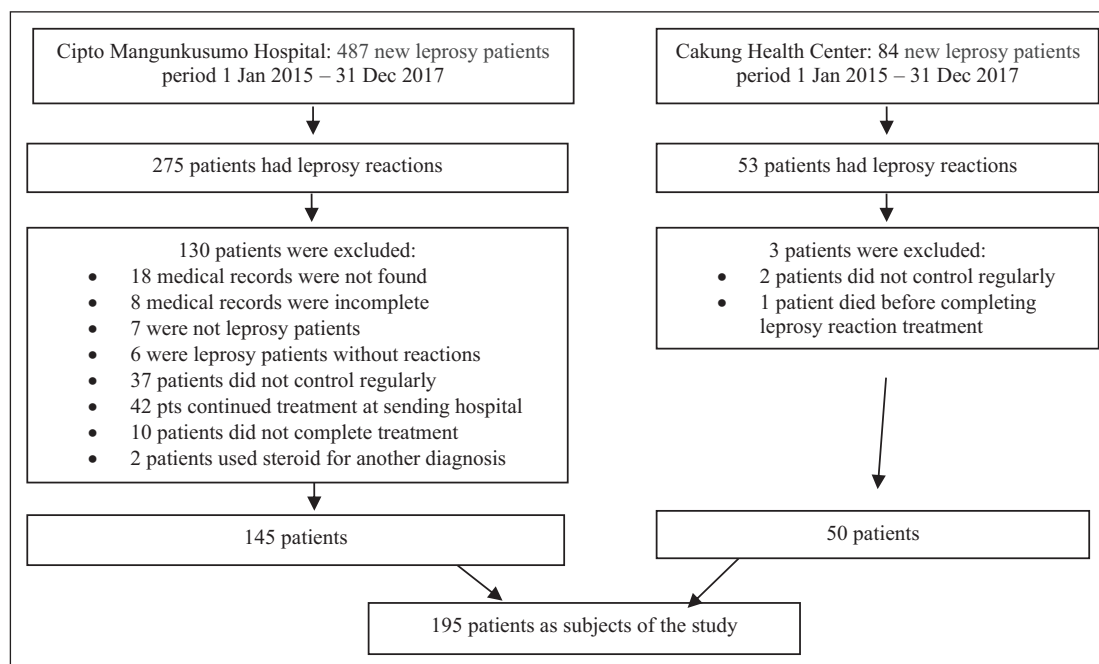 Cipto Mangunkusumo Hospital: 487 new leprosy patients
period 1 Jan 2015 – 31 Dec 2017
Cakung Health Center: 84 new leprosy patients
period 1 Jan 2015 – 31 Dec 2017
275 patients had leprosy reactions
53 patients had leprosy reactions
130 patients were excluded:
• 18 medical records were not found
• 8 medical records were incomplete
• 7 were not leprosy patients
• 6 were leprosy patients without reactions
• 37 patients did not control regularly
• 42 pts continued treatment at sending hospital
• 10 patients did not complete treatment
• 2 patients used steroid for another diagnosis
3 patients were excluded:
• 2 patients did not control regularly
• 1 patient died before completing
leprosy reaction treatment
145 patients
50 patients
195 patients as subjects of the study